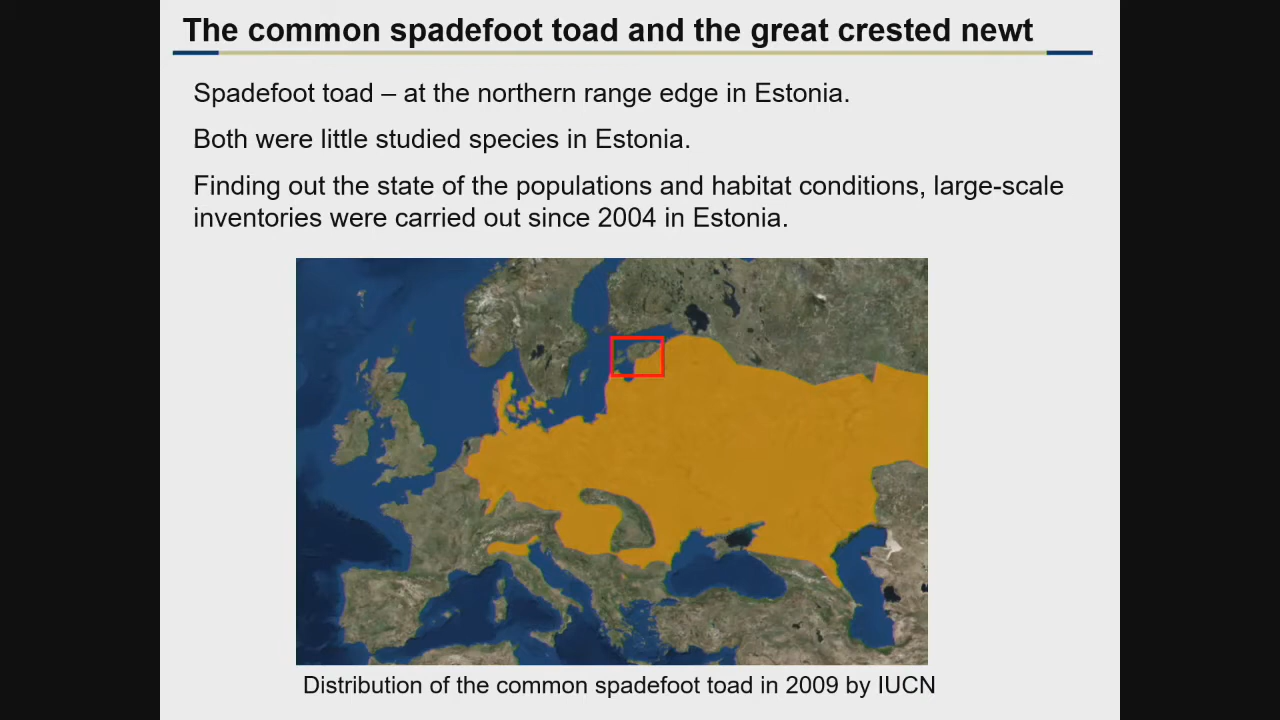 The common spadefoot toad and the great crested newt
Spadefoot toad – at the northern range edge in Estonia.
Both were little studied species in Estonia.
Finding out the state of the populations and habitat conditions, large-scale
inventories were carried out since 2004 in Estonia.
Distribution of the common spadefoot toad in 2009 by IUCN